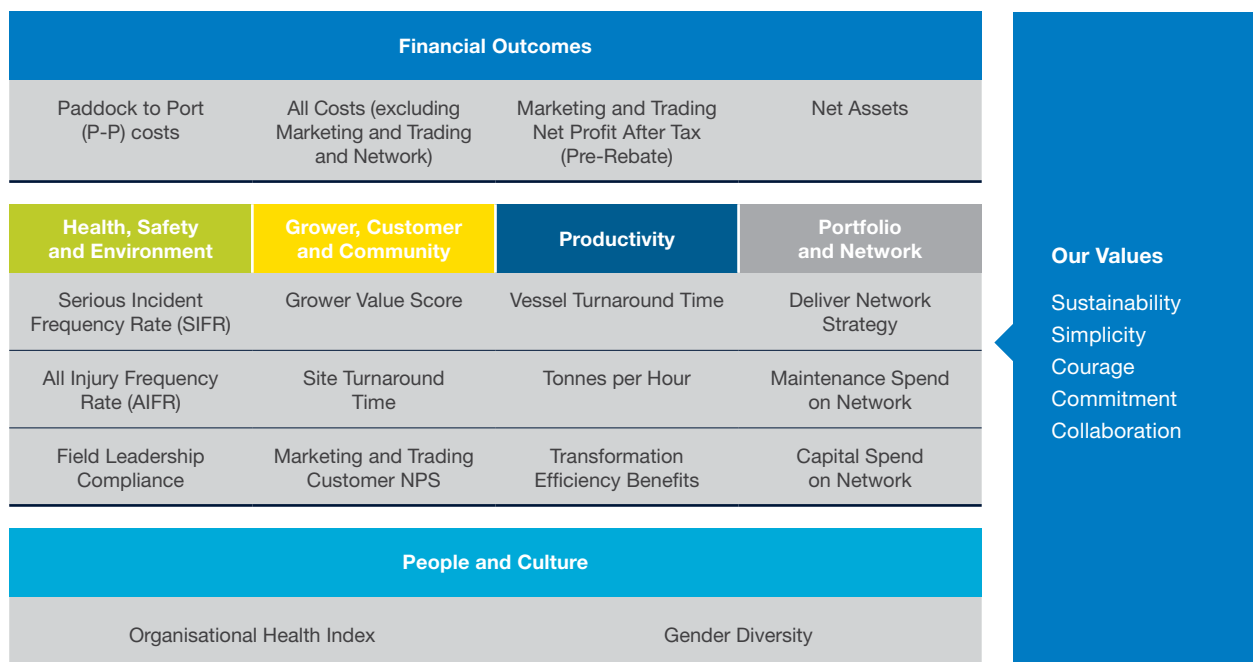 Financial Outcomes
Paddock to Port
(P-P) costs
All Costs (excluding
Marketing and Trading
and Network)
Marketing and Trading
Net Profit After Tax
(Pre-Rebate)
Net Assets
Health, Safety
and Environment
Grower, Customer
and Community
Productivity
Portfolio
and Network
Serious Incident
Frequency Rate (SIFR)
Grower Value Score
Vessel Turnaround Time
Deliver Network
Strategy
All Injury Frequency
Rate (AIFR)
Site Turnaround
Time
Tonnes per Hour
Maintenance Spend
on Network
Field Leadership
Compliance
Marketing and Trading
Customer NPS
Transformation
Efficiency Benefits
Capital Spend
on Network
People and Culture
Organisational Health Index
Gender Diversity
Our Values
Sustainability
Simplicity
Courage
Commitment
Collaboration